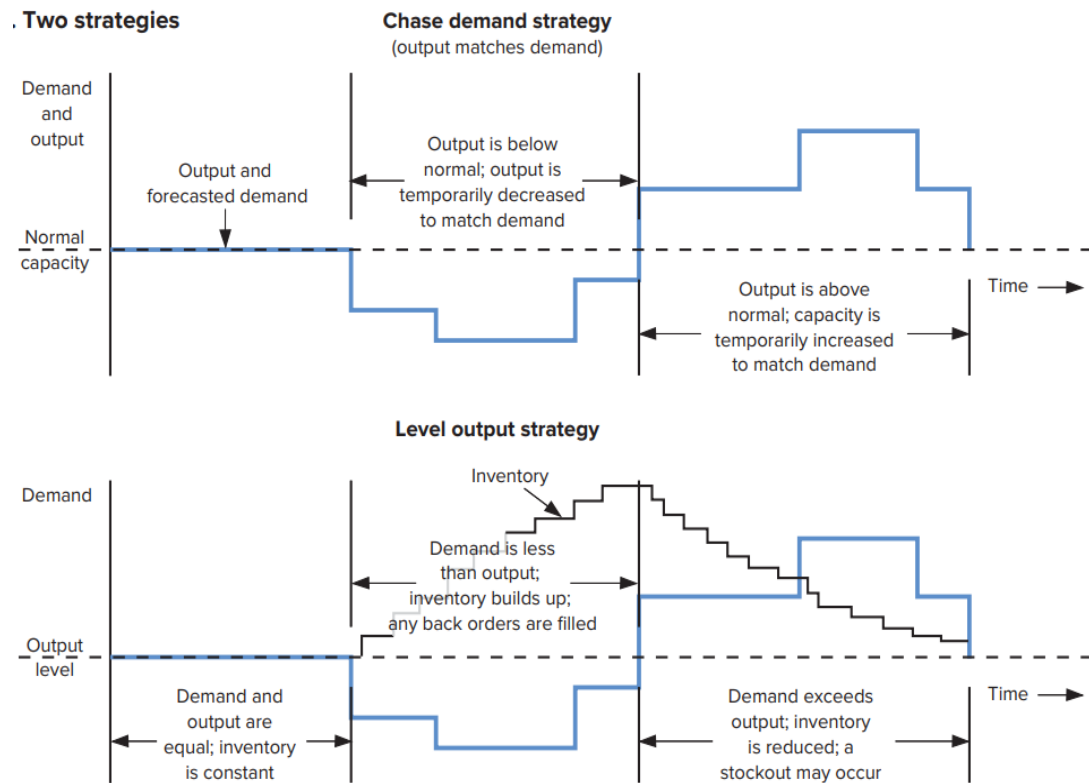 . Two strategies
Chase demand strategy
(output matches demand)
Demand
and
output
Output and
forecasted demand
Output is below
normal; output is
temporarily decreased
to match demand
Normal
capacity
Time
Output is above
normal; capacity is
temporarily increased
to match demand
Level output strategy
Inventory
Demand
Demand is less
than output;
inventory builds up;
any back orders are filled
Output
level
Time
Demand and
output are
equal; inventory
is constant
Demand exceeds
output; inventory
is reduced; a
stockout may occur